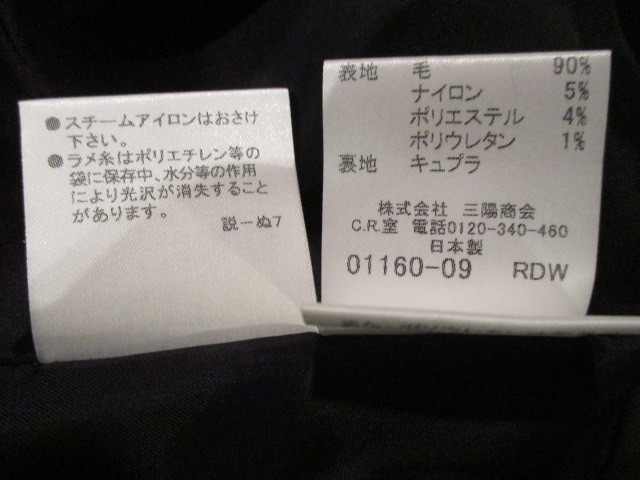 ●スチームアイロンはおさけ
下さい。
●ラメ糸はポリエチレン等の
袋に保存中、水分等の作用
により光沢が消失すること
があります。
説ーぬ7
表地 毛 90%
ナイロン 5%
ポリエステル 4%
ポリウレタン 1%
裏地 キュプラ
株式会社 三陽商会
C.R.室 電話0120-340-460
日本製
01160-09 RDW